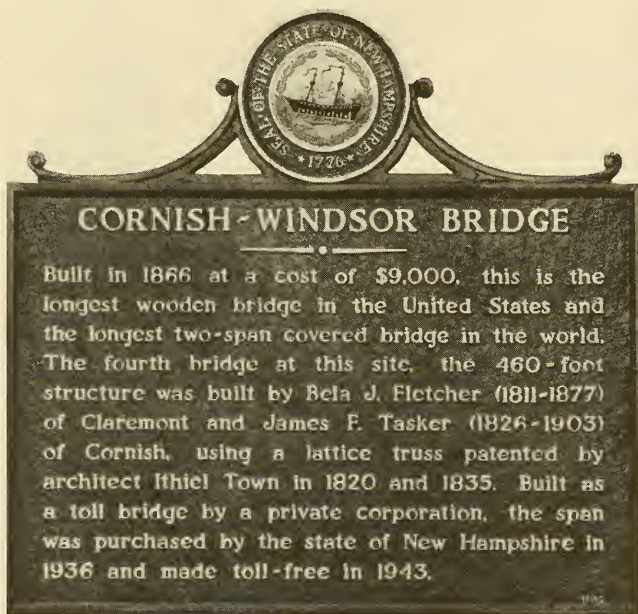 SEAL OF THE STATE OF NEW HAMPSHIRE
★ 1776 ★
CORNISH-WINDSOR BRIDGE
Built in 1866 at a cost of $9,000, this is the
longest wooden bridge in the United States and
the longest two-span covered bridge in the world.
The fourth bridge at this site, the 460-foot
structure was built by Bela J. Fletcher (1811-1877)
of Claremont and James F. Tasker (1826-1903)
of Cornish, using a lattice truss patented by
architect Ithiel Town in 1820 and 1835. Built as
a toll bridge by a private corporation, the span
was purchased by the state of New Hampshire in
1936 and made toll-free in 1943.